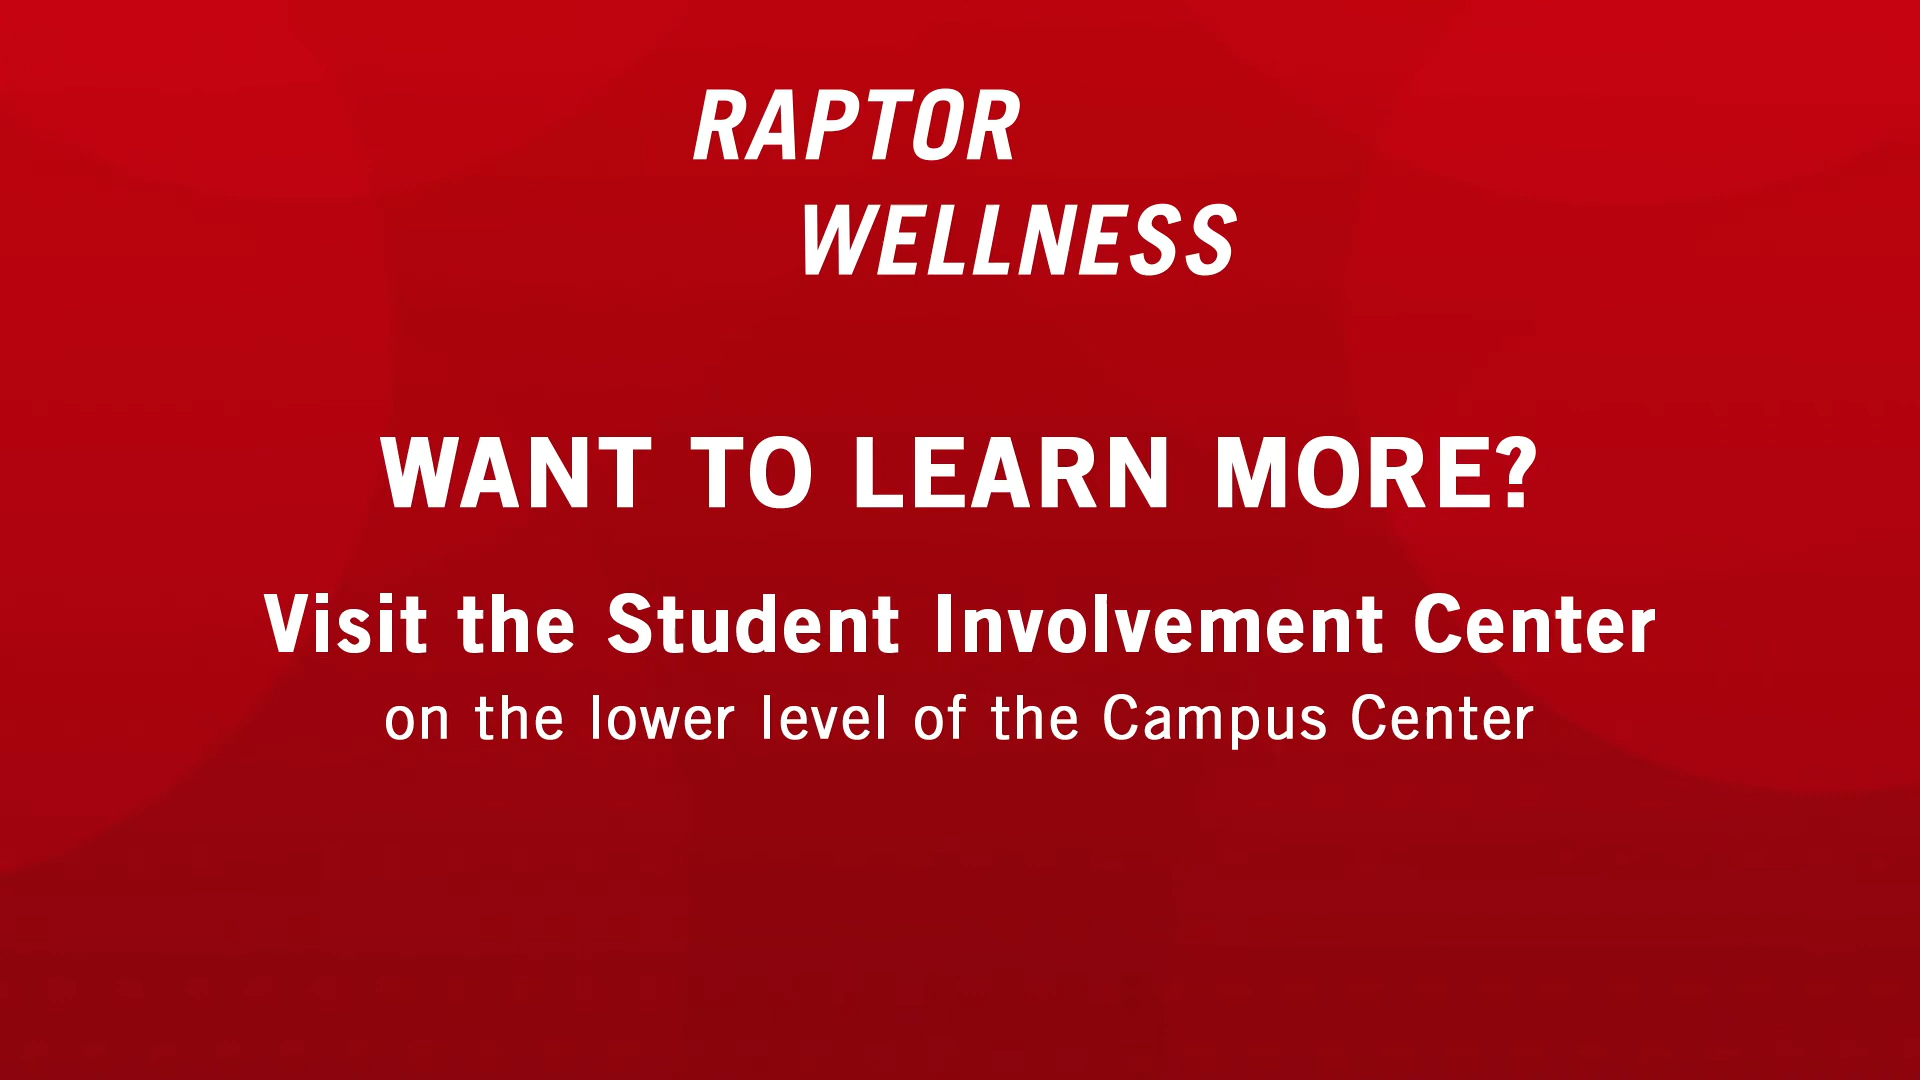 RAPTOR
WELLNESS
WANT TO LEARN MORE?
Visit the Student Involvement Center
on the lower level of the Campus Center